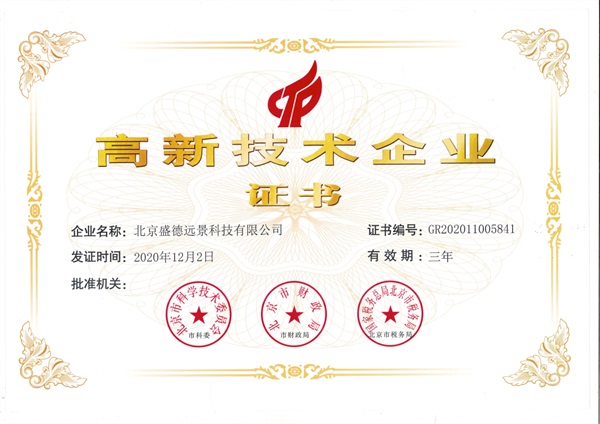 高新技术企业
证书
企业名称：北京盛德远景科技有限公司
证书编号：GR202011005841
发证时间：2020年12月2日
有效期：三年
批准机关：
北京市科学技术委员会
市科委
北京市财政局
市财政局
国家税务总局北京市税务局
北京市税务局